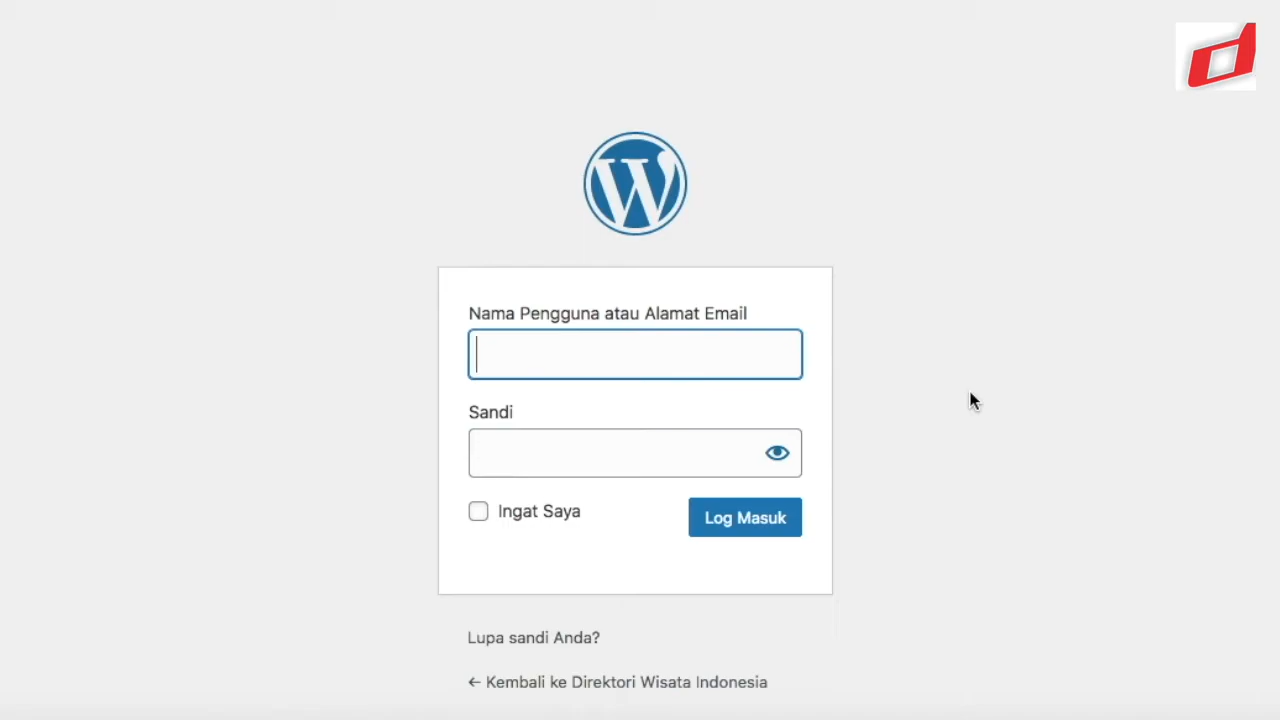 Nama Pengguna atau Alamat Email
Sandi
Ingat Saya
Log Masuk
Lupa sandi Anda?
← Kembali ke Direktori Wisata Indonesia